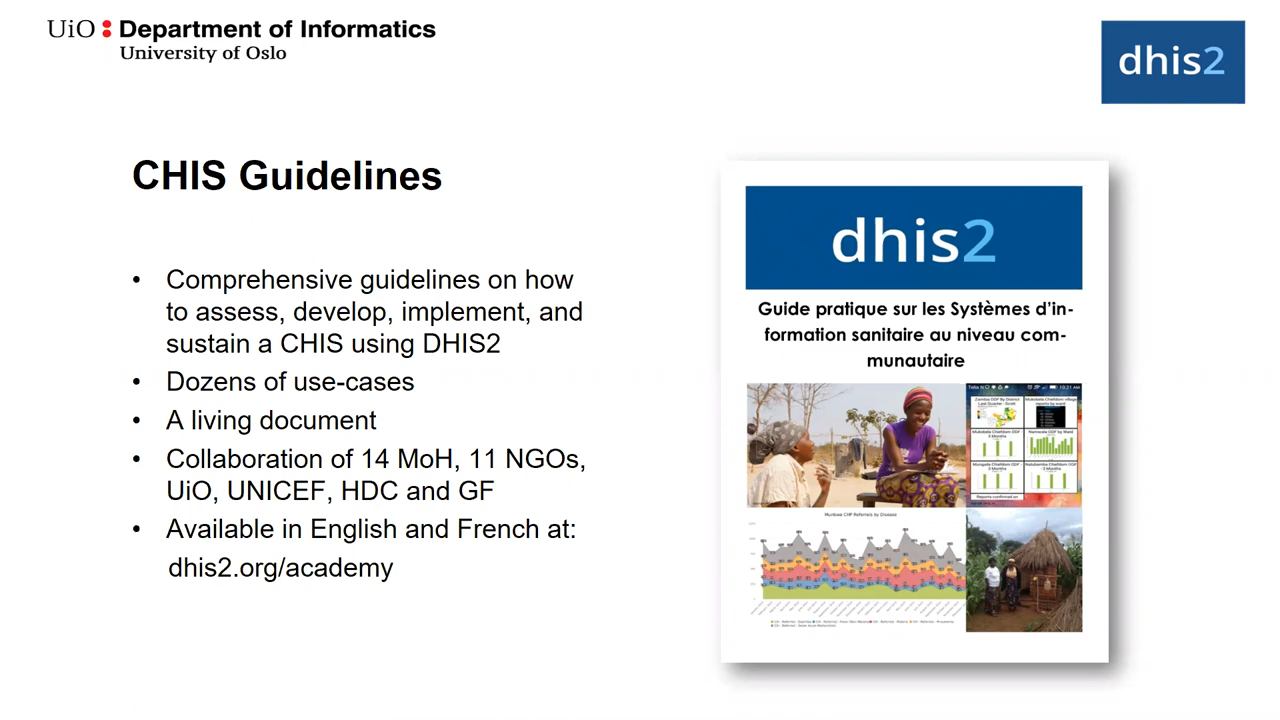 UiO Department of Informatics
University of Oslo
dhis2
CHIS Guidelines
• Comprehensive guidelines on how
to assess, develop, implement, and
sustain a CHIS using DHIS2
• Dozens of use-cases
• A living document
• Collaboration of 14 MoH, 11 NGOs,
UiO, UNICEF, HDC and GF
• Available in English and French at:
dhis2.org/academy
dhis2
Guide pratique sur les Systèmes d'in-
formation sanitaire au niveau com-
munautaire